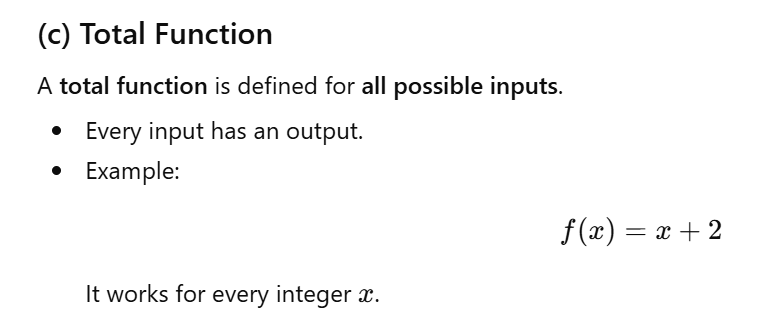 (c) Total Function
A total function is defined for all possible inputs.
• Every input has an output.
• Example:
f(x) = x + 2
It works for every integer x.